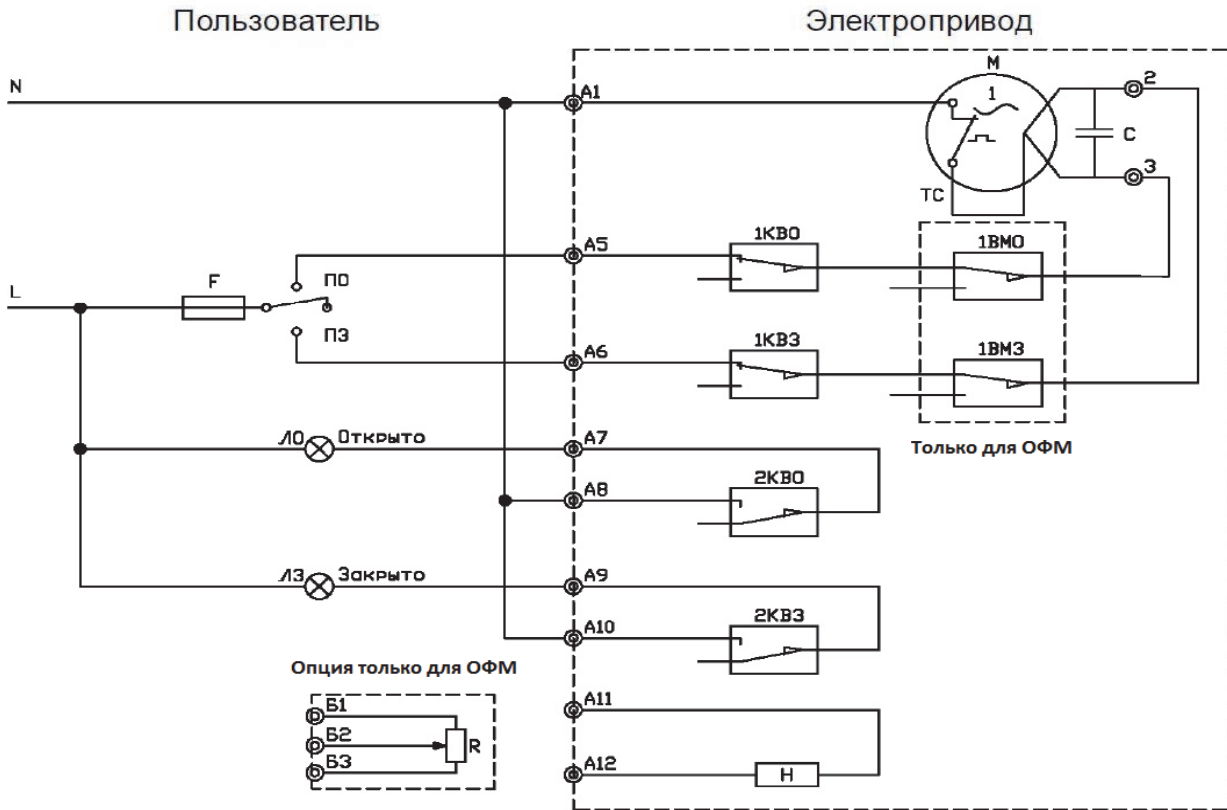 Пользователь
Электропривод
N
A1
M
1
2
C
3
TC
A5
1КВО
1ВМО
L
F
ПО
ПЗ
A6
1КВЗ
1ВМЗ
Только для ОФМ
ЛО
Открыто
A7
A8
2КВО
ЛЗ
Закрыто
A9
A10
2КВЗ
Опция только для ОФМ
Б1
Б2
Б3
R
A11
A12
H